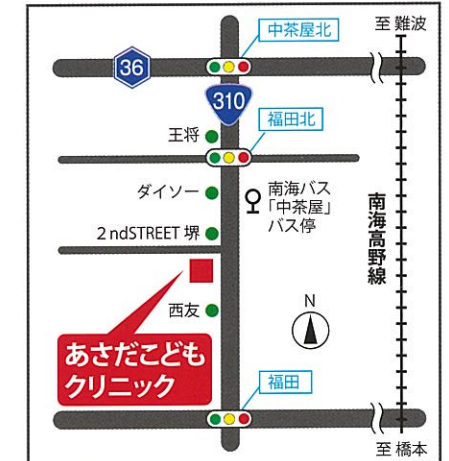 中茶屋北
至 難波
36
310
王将
福田北
ダイソー
南海バス
「中茶屋」
バス停
2ndSTREET 堺
南海高野線
西友
N
あさだこども
クリニック
福田
至 橋本